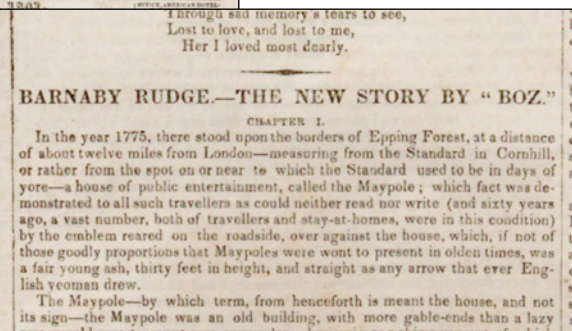 OFFICE, AMERICAN HOTEL
Through sad memory's tears to see,
Lost to love, and lost to me,
Her I loved most dearly.
BARNABY RUDGE.—THE NEW STORY BY "BOZ."
CHAPTER I.
In the year 1775, there stood upon the borders of Epping Forest, at a distance
of about twelve miles from London—measuring from the Standard in Cornhill,
or rather from the spot on or near to which the Standard used to be in days of
yore—a house of public entertainment, called the Maypole; which fact was de-
monstrated to all such travellers as could neither read nor write (and sixty years
ago, a vast number, both of travellers and stay-at-homes, were in this condition)
by the emblem reared on the roadside, over against the house, which, if not of
those goodly proportions that Maypoles were wont to present in olden times, was
a fair young ash, thirty feet in height, and straight as any arrow that ever Eng-
lish yeoman drew.
The Maypole—by which term, from henceforth is meant the house, and not
its sign—the Maypole was an old building, with more gable-ends than a lazy